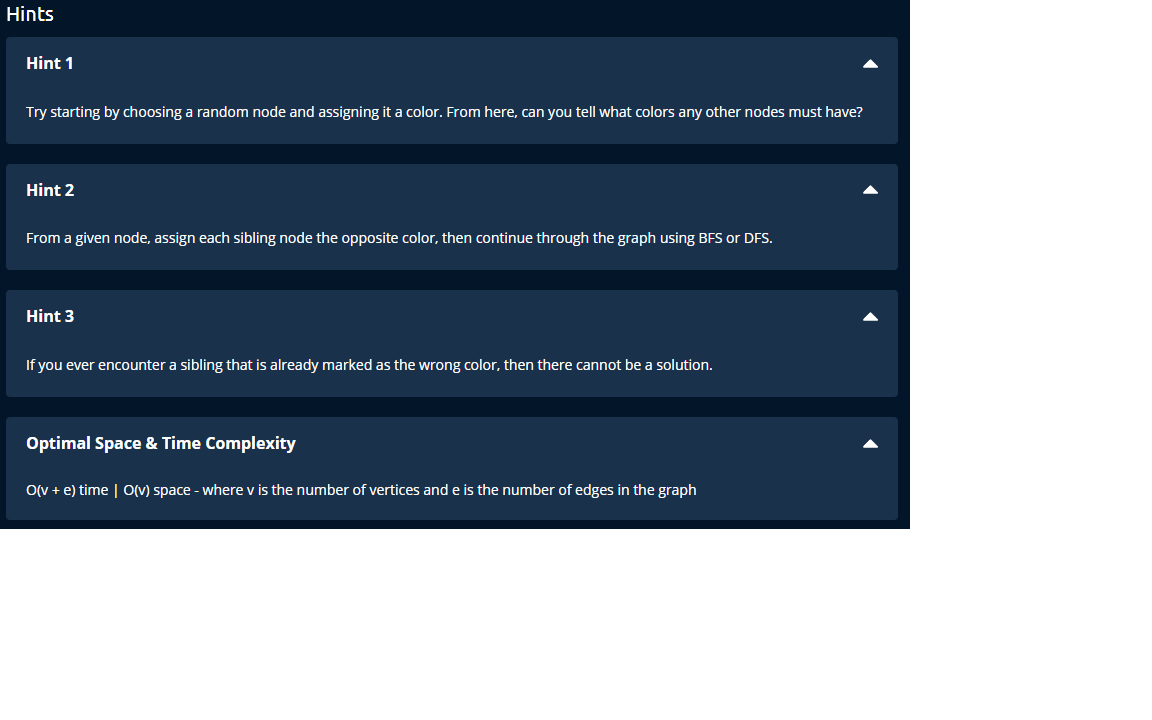 Hints
Hint 1
Try starting by choosing a random node and assigning it a color. From here, can you tell what colors any other nodes must have?
Hint 2
From a given node, assign each sibling node the opposite color, then continue through the graph using BFS or DFS.
Hint 3
If you ever encounter a sibling that is already marked as the wrong color, then there cannot be a solution.
Optimal Space & Time Complexity
O(v + e) time | O(v) space - where v is the number of vertices and e is the number of edges in the graph